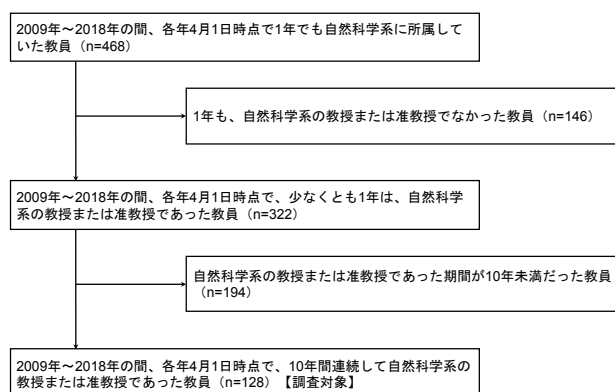 2009年～2018年の間、各年4月1日時点で1年でも自然科学系に所属して
いた教員（n=468）
1年も、自然科学系の教授または准教授でなかった教員（n=146）
2009年～2018年の間、各年4月1日時点で、少なくとも1年は、自然科学
系の教授または准教授であった教員（n=322）
自然科学系の教授または准教授であった期間が10年未満だった教員
（n=194）
2009年～2018年の間、各年4月1日時点で、10年間連続して自然科学系の
教授または准教授であった教員（n=128）【調査対象】